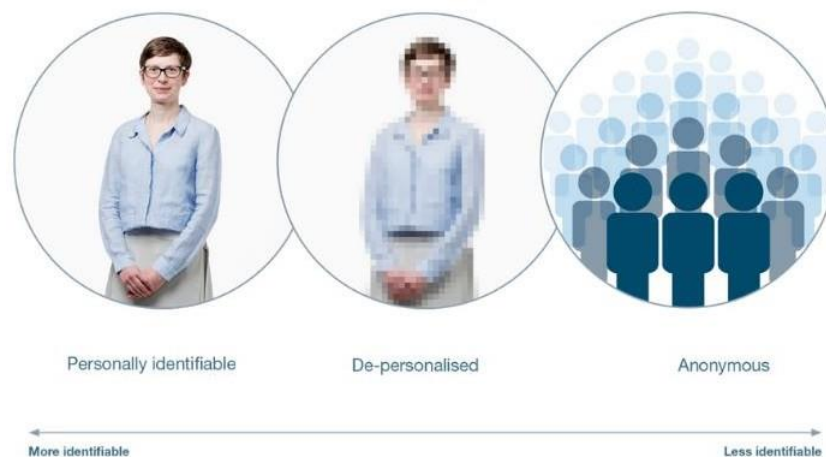 Personally identifiable
De-personalised
Anonymous
More identifiable
Less identifiable